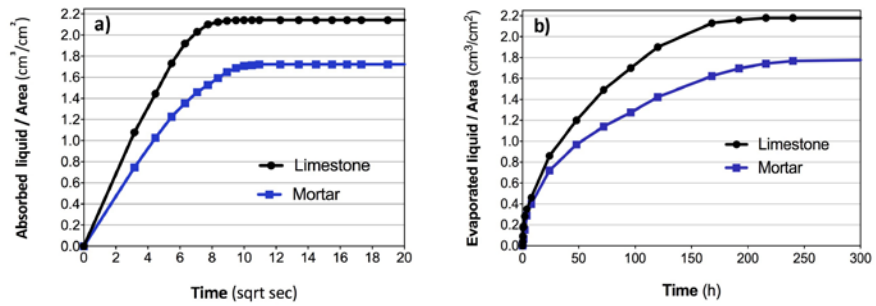 a)
Absorbed liquid / Area (cm³/cm²)
2.2
2.0
1.8
1.6
1.4
1.2
1.0
0.8
0.6
0.4
0.2
0.0
Limestone
Mortar
0 2 4 6 8 10 12 14 16 18 20
Time (sqrt sec)
b)
Evaporated liquid / Area (cm³/cm²)
2.2
2.0
1.8
1.6
1.4
1.2
1.0
0.8
0.6
0.4
0.2
0.0
Limestone
Mortar
0 50 100 150 200 250 300
Time (h)